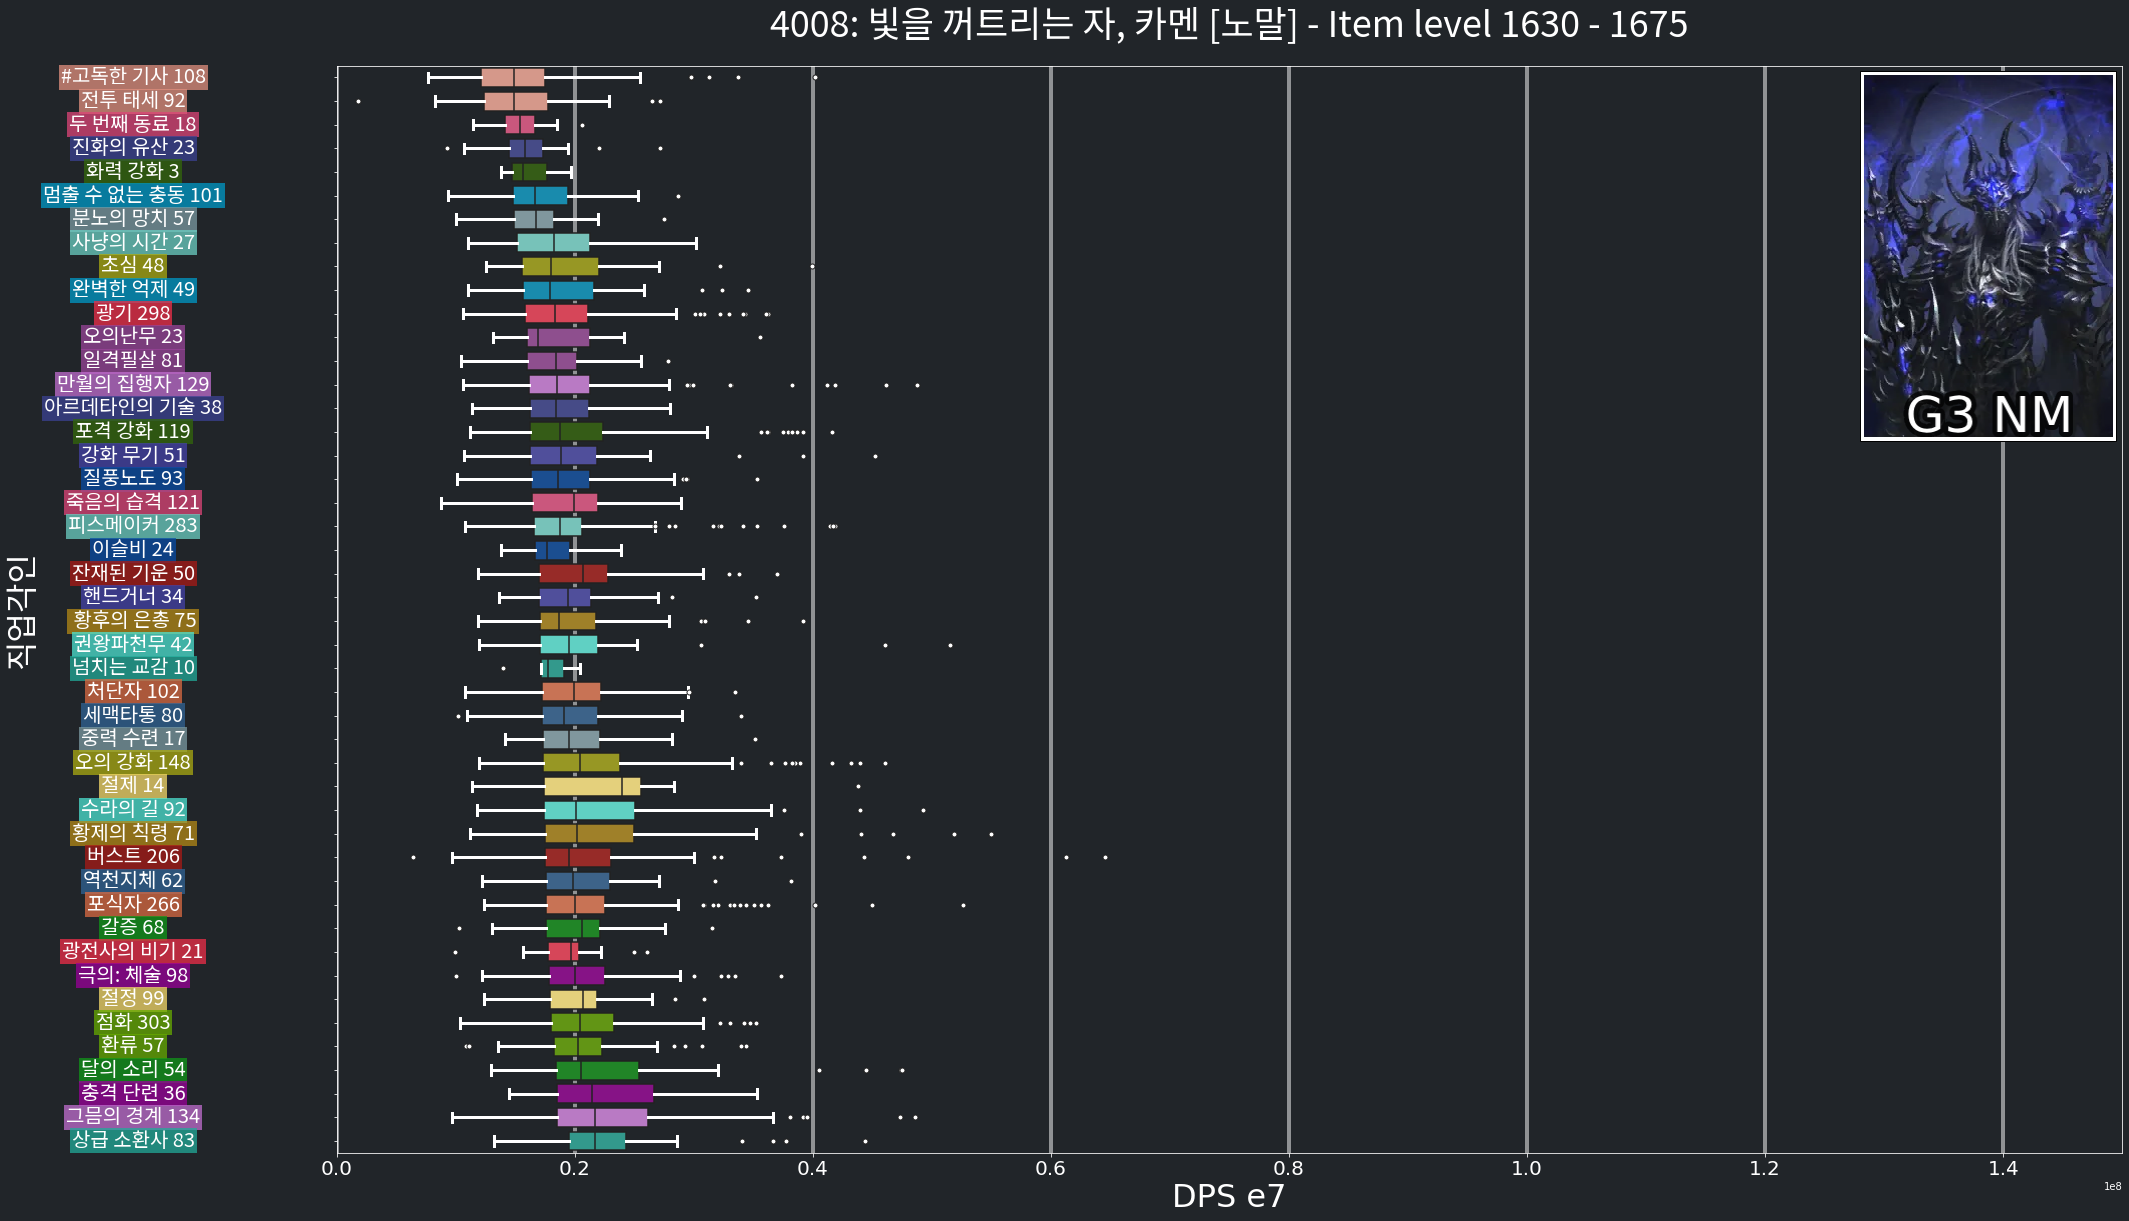 4008: 빛을 꺼트리는 자, 카멘 [노말] - Item level 1630 - 1675
#고독한 기사 108
전투 태세 92
두 번째 동료 18
진화의 유산 23
화력 강화 3
멈출 수 없는 충동 101
분노의 망치 57
사냥의 시간 27
초심 48
완벽한 억제 49
광기 298
오의난무 23
일격필살 81
만월의 집행자 129
아르데타인의 기술 38
포격 강화 119
강화 무기 51
질풍노도 93
죽음의 습격 121
피스메이커 283
이슬비 24
잔재된 기운 50
핸드거너 34
황후의 은총 75
권왕파천무 42
넘치는 교감 10
처단자 102
세맥타통 80
중력 수련 17
오의 강화 148
절제 14
수라의 길 92
황제의 칙령 71
버스트 206
역천지체 62
포식자 266
갈증 68
광전사의 비기 21
극의: 체술 98
절정 99
점화 303
환류 57
달의 소리 54
충격 단련 36
그믐의 경계 134
상급 소환사 83
직업각인
G3 NM
0.0 0.2 0.4 0.6 0.8 1.0 1.2 1.4
1e8
DPS e7